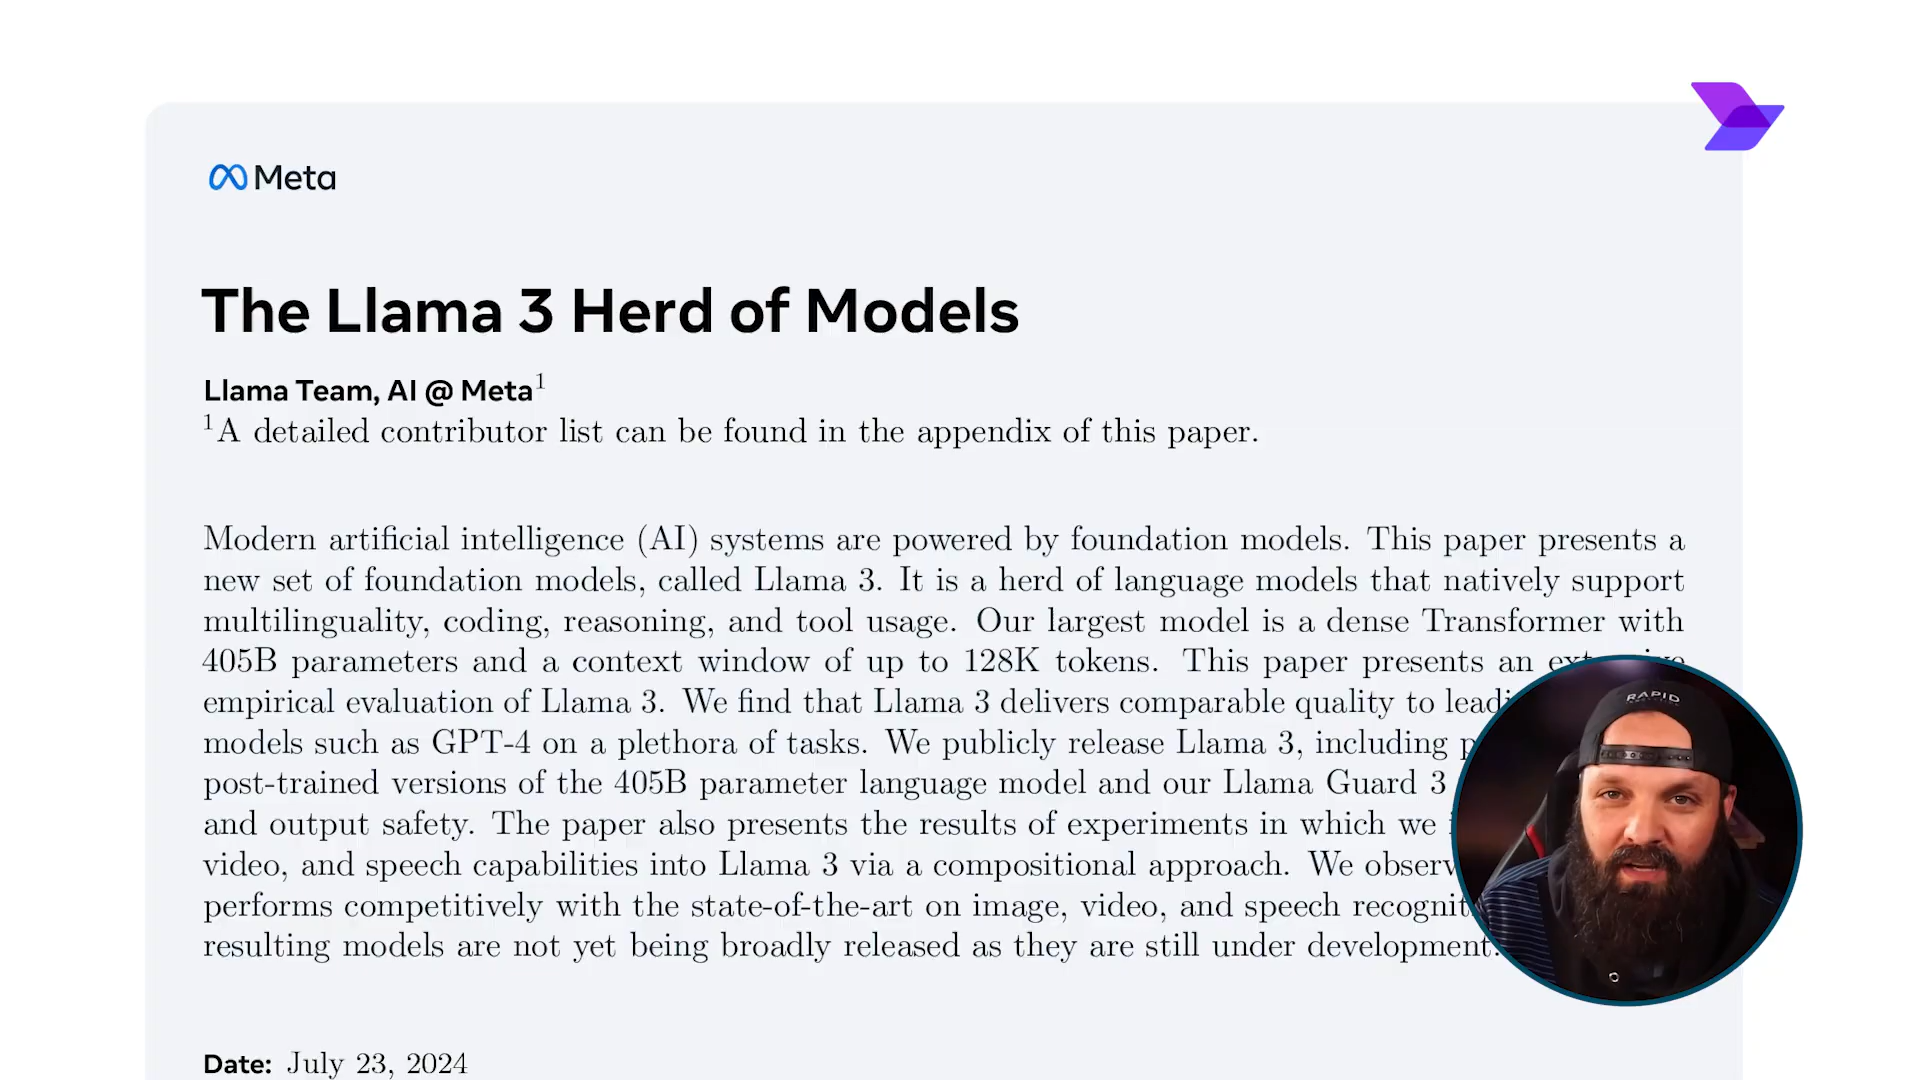 Meta
The Llama 3 Herd of Models
Llama Team, AI @ Meta¹
¹A detailed contributor list can be found in the appendix of this paper.
Modern artificial intelligence (AI) systems are powered by foundation models. This paper presents a
new set of foundation models, called Llama 3. It is a herd of language models that natively support
multilinguality, coding, reasoning, and tool usage. Our largest model is a dense Transformer with
405B parameters and a context window of up to 128K tokens. This paper presents an
empirical evaluation of Llama 3. We find that Llama 3 delivers comparable quality to
models such as GPT-4 on a plethora of tasks. We publicly release Llama 3, including
post-trained versions of the 405B parameter language model and our Llama Guard 3
and output safety. The paper also presents the results of experiments in which we
video, and speech capabilities into Llama 3 via a compositional approach. We
performs competitively with the state-of-the-art on image, video, and speech
resulting models are not yet being broadly released as they are still under development.
Date: July 23, 2024
RAPID